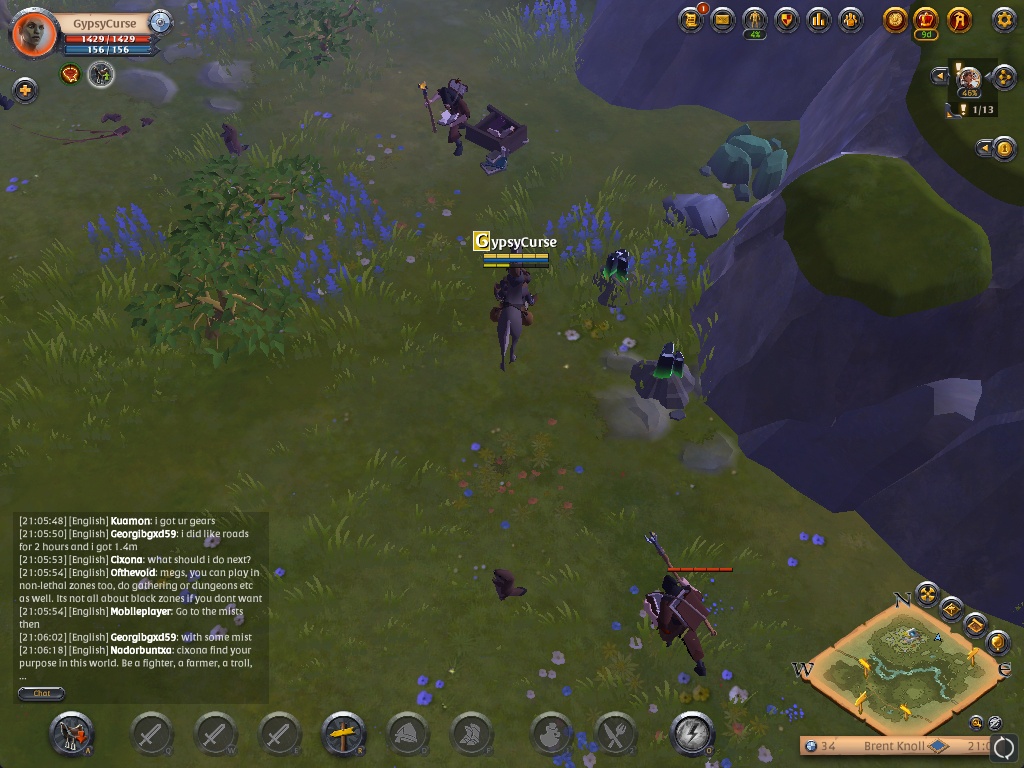 GypsyCurse
1429 / 1429
156 / 156
1
4%
9d
46%
1/13
GypsyCurse
[21:05:48] [English] Kuamon: i got ur gears
[21:05:50] [English] Georglbgxd59: i did like roads
for 2 hours and i got 1.4m
[21:05:53] [English] Cixona: what should i do next?
[21:05:54] [English] Ofthevoid: megs, you can play in
non-lethal zones too, do gathering or dungeons etc
as well. Its not all about black zones if you dont want
[21:05:54] [English] Moblieplayer: Go to the mists
then
[21:06:02] [English] Georglbgxd59: with some mist
[21:06:18] [English] Nadorbuntxa: cixona find your
purpose in this world. Be a fighter, a farmer, a troll,
...
Chat
A Q W E R D F
N
W
E
34 Brent Knoll